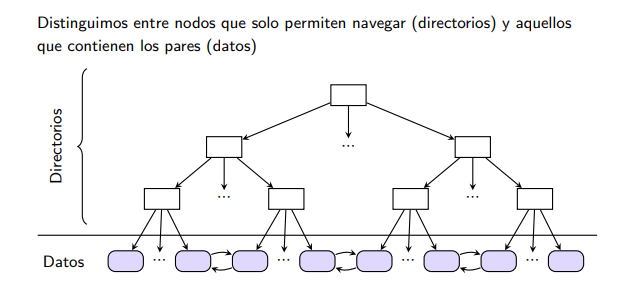 Distinguimos entre nodos que solo permiten navegar (directorios) y aquellos
que contienen los pares (datos)
Directorios
...
... ...
Datos ... ... ... ...